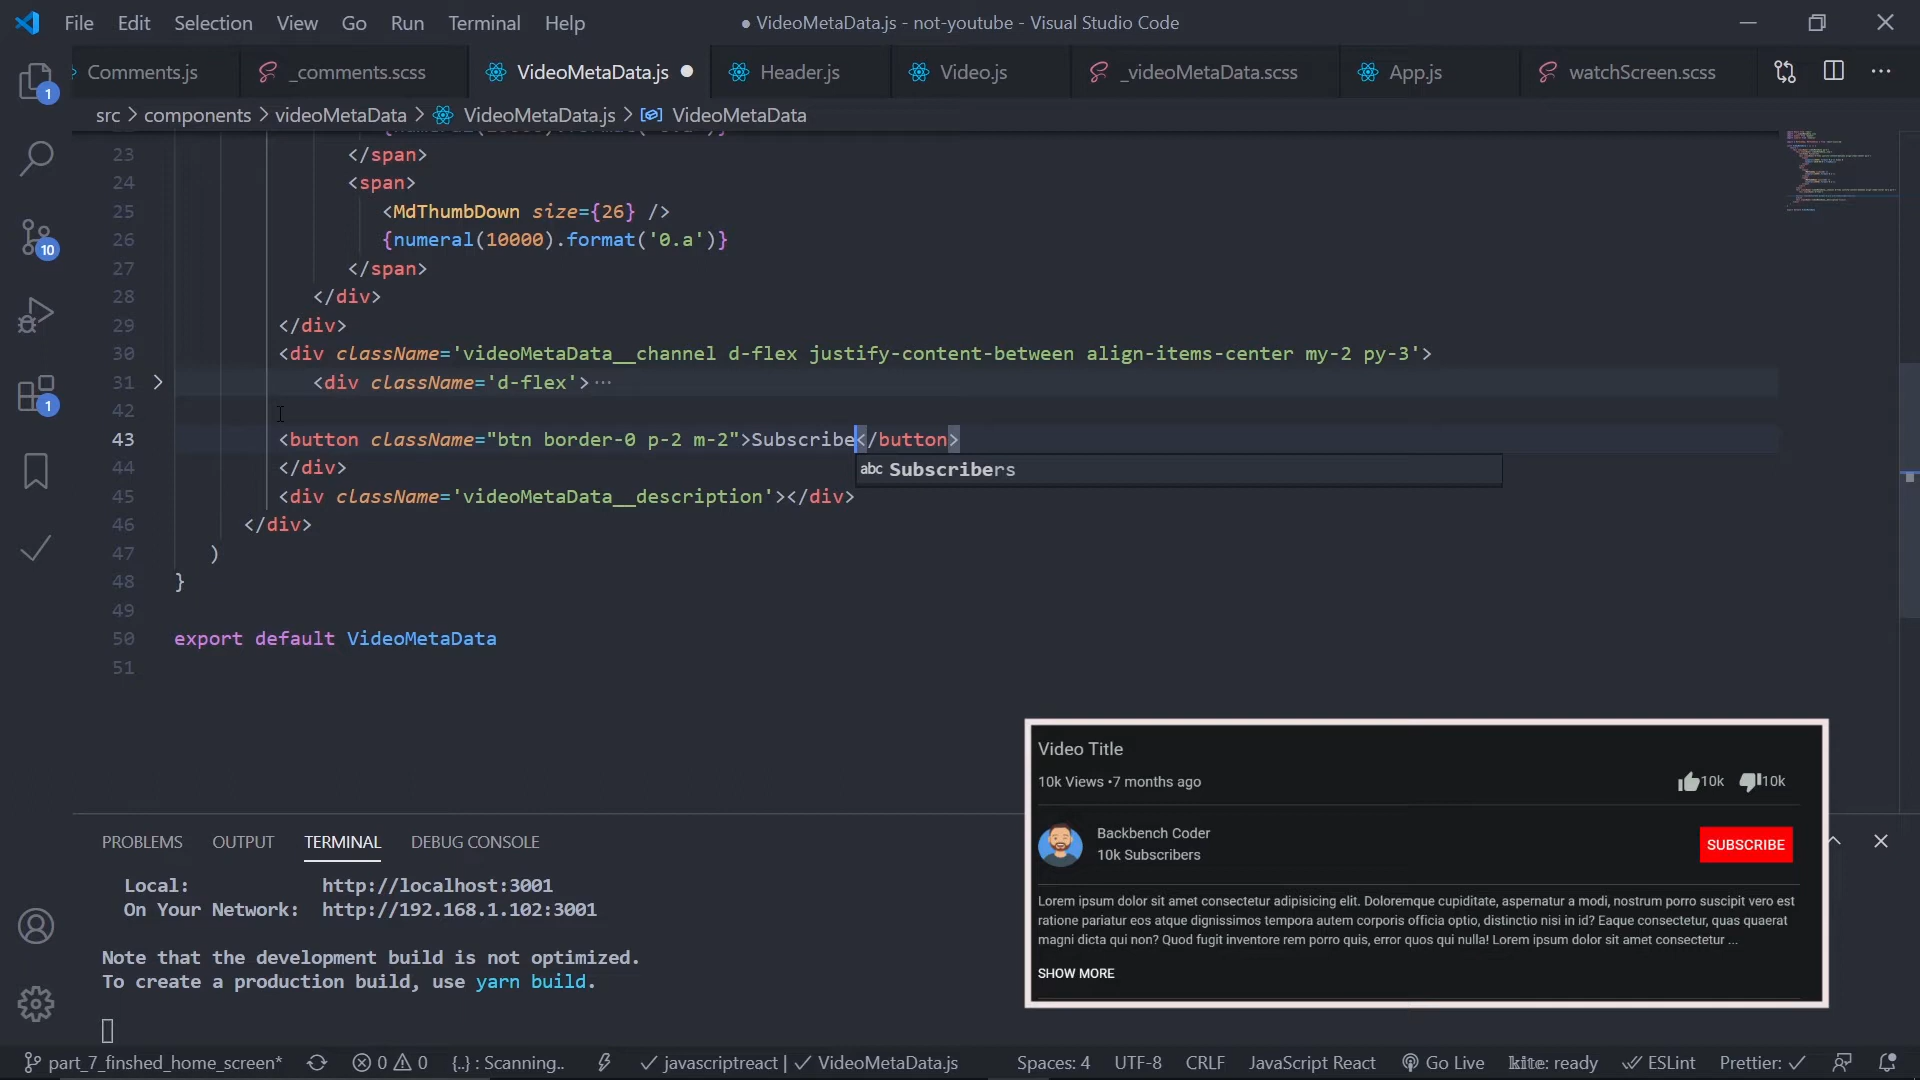 File Edit Selection View Go Run Terminal Help ● VideoMetaData.js - not-youtube - Visual Studio Code
Comments.js _comments.scss VideoMetaData.js Header.js Video.js _videoMetaData.scss App.js watchScreen.scss
1
src > components > videoMetaData > VideoMetaData.js > VideoMetaData
23 </span>
24 <span>
25 <MdThumbDown size={26} />
26 {numeral(10000).format('0.a')}
27 </span>
28 </div>
29 </div>
30 <div className='videoMetaData__channel d-flex justify-content-between align-items-center my-2 py-3'>
31 <div className='d-flex'>···
42
43 <button className="btn border-0 p-2 m-2">Subscribe</button>
abc Subscribers
44 </div>
45 <div className='videoMetaData__description'></div>
46 </div>
47 )
48 }
49
50 export default VideoMetaData
51
10
1
Video Title
10k Views •7 months ago 10k 10k
Backbench Coder
10k Subscribers
SUBSCRIBE
Lorem ipsum dolor sit amet consectetur adipisicing elit. Doloremque cupiditate, aspernatur a modi, nostrum porro suscipit vero est
ratione pariatur eos atque dignissimos tempora autem corporis officia optio, distinctio nisi in id? Eaque consectetur, quas quaerat
magni dicta qui non? Quod fugit inventore rem porro quis, error quos qui nulla! Lorem ipsum dolor sit amet consectetur ...
SHOW MORE
PROBLEMS OUTPUT TERMINAL DEBUG CONSOLE
Local: http://localhost:3001
On Your Network: http://192.168.1.102:3001
Note that the development build is not optimized.
To create a production build, use yarn build.
part_7_finshed_home_screen* 0 0 {..} : Scanning.. javascriptreact | VideoMetaData.js Spaces: 4 UTF-8 CRLF JavaScript React Go Live kite: ready ESLint Prettier: